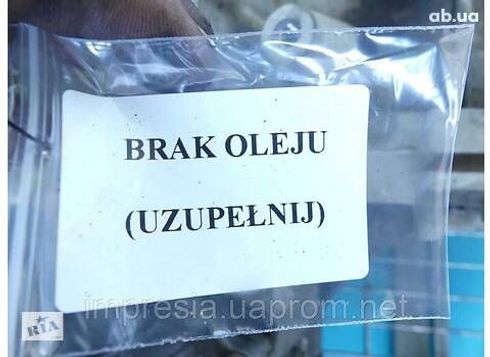 ab.ua
BRAK OLEJU
(UZUPEŁNIJ)
impresia.uaprom.net
RIA